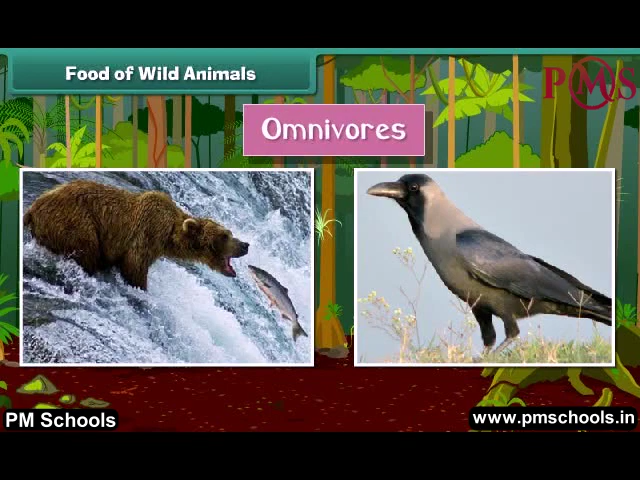 Food of Wild Animals
PMS
Omnivores
PM Schools
www.pmschools.in